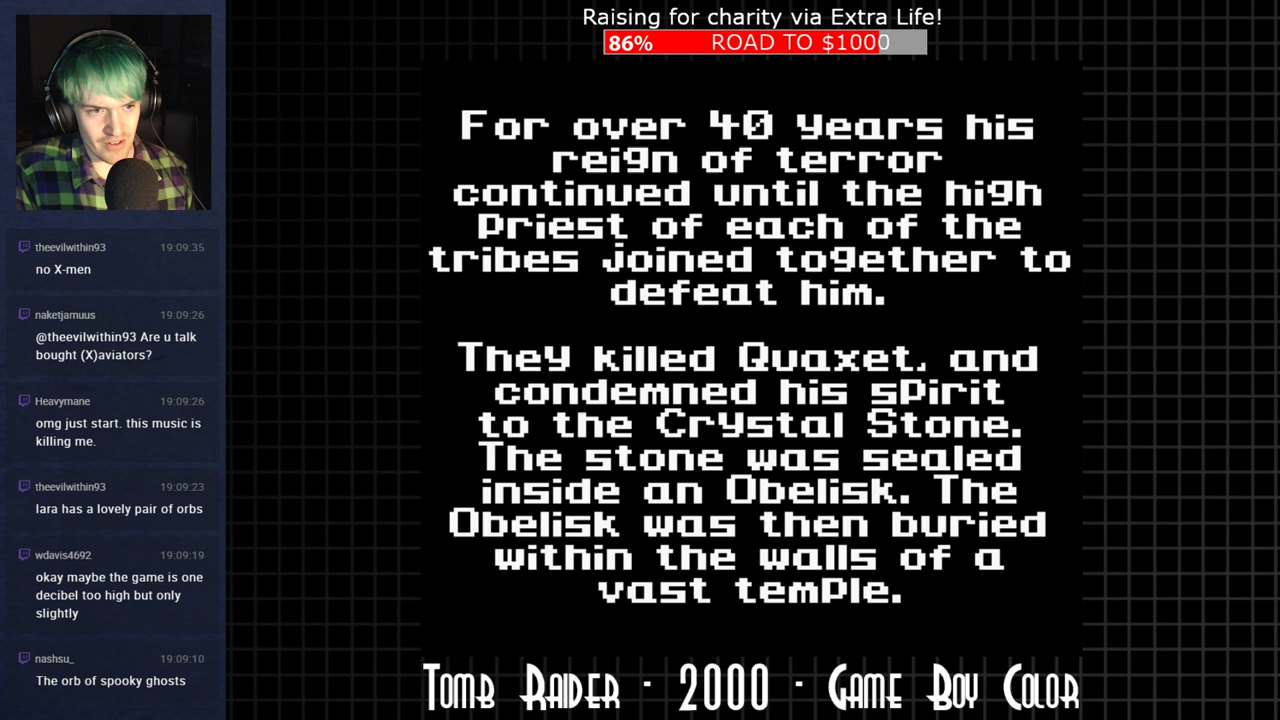 Raising for charity via Extra Life!
86% ROAD TO $1000
theevilwithin93 19:09:35
no X-men
naketjamuus 19:09:26
@theevilwithin93 Are u talk
bought (X)aviators?
Heavymane 19:09:26
omg just start. this music is
killing me.
theevilwithin93 19:09:23
lara has a lovely pair of orbs
wdavis4692 19:09:19
okay maybe the game is one
decibel too high but only
slightly
nashsu_ 19:09:10
The orb of spooky ghosts
For over 40 years his
reign of terror
continued until the high
priest of each of the
tribes joined together to
defeat him.
They killed Quaxet, and
condemned his spirit
to the Crystal Stone.
The stone was sealed
inside an Obelisk. The
Obelisk was then buried
within the walls of a
vast temple.
Tomb Raider - 2000 - Game Boy Color